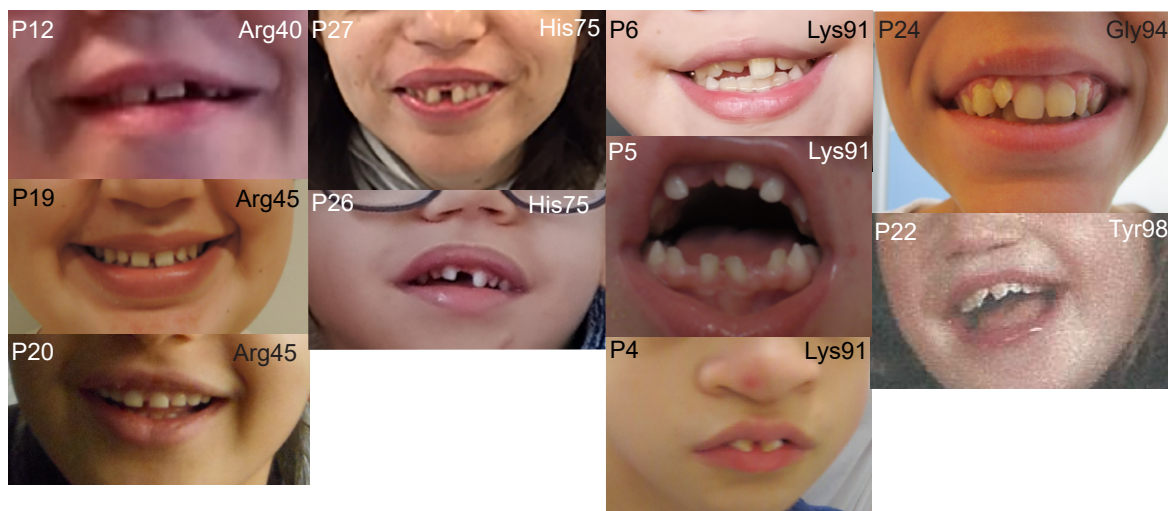 P12 Arg40
P27 His75
P6 Lys91
P24 Gly94
P5 Lys91
P19 Arg45
P26 His75
P22 Tyr98
P20 Arg45
P4 Lys91